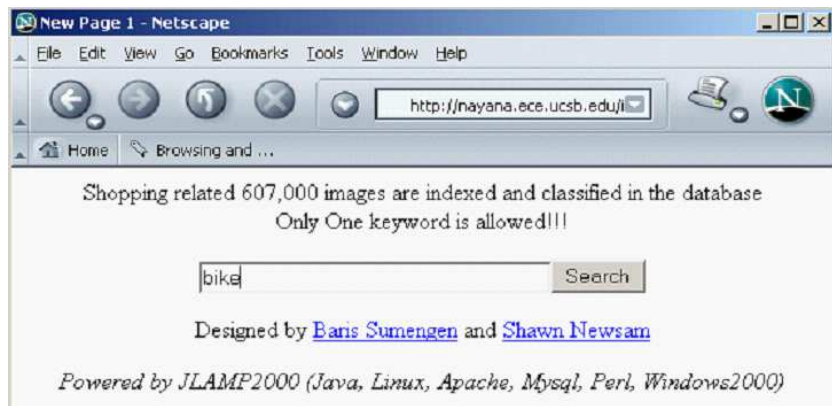 New Page 1 - Netscape
File Edit View Go Bookmarks Tools Window Help
http://nayana.ece.ucsb.edu/i
N
Home Browsing and ...
Shopping related 607,000 images are indexed and classified in the database
Only One keyword is allowed!!!
bike Search
Designed by Baris Sumengen and Shawn Newsam
Powered by JLAMP2000 (Java, Linux, Apache, Mysql, Perl, Windows2000)